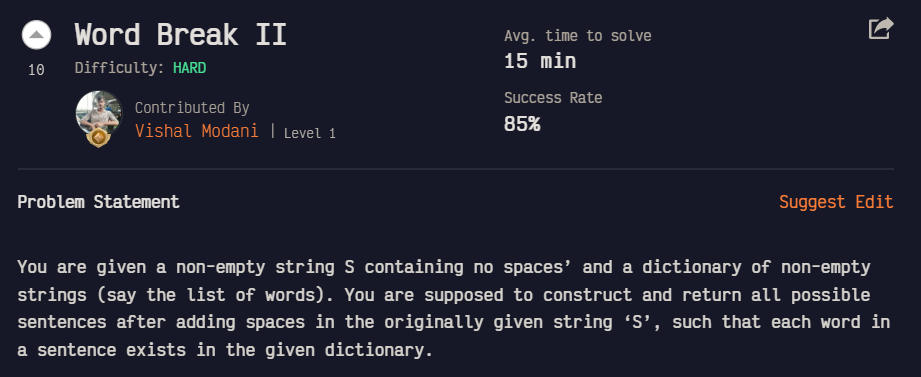 Word Break II
Difficulty: HARD
10
Contributed By
Vishal Modani | Level 1
Avg. time to solve
15 min
Success Rate
85%
Problem Statement
Suggest Edit
You are given a non-empty string S containing no spaces’ and a dictionary of non-empty
strings (say the list of words). You are supposed to construct and return all possible
sentences after adding spaces in the originally given string ‘S’, such that each word in
a sentence exists in the given dictionary.